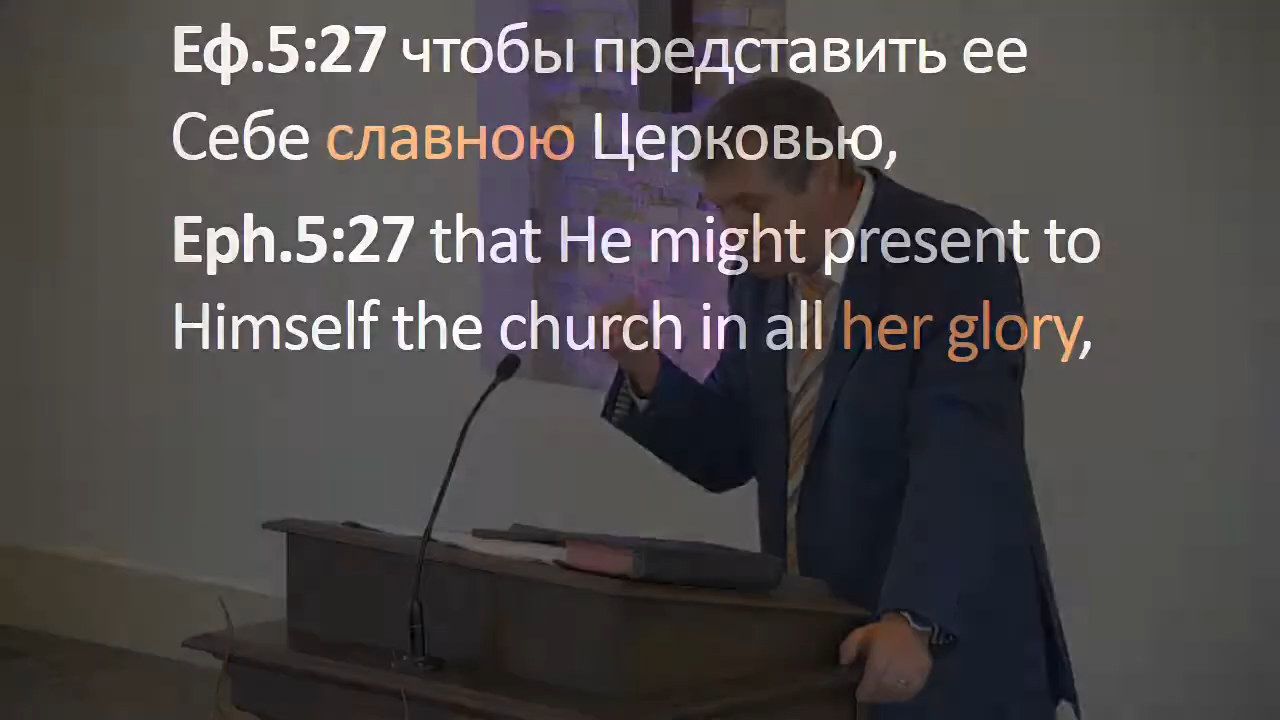 Еф.5:27 чтобы представить ее
Себе славною Церковью,
Eph.5:27 that He might present to
Himself the church in all her glory,